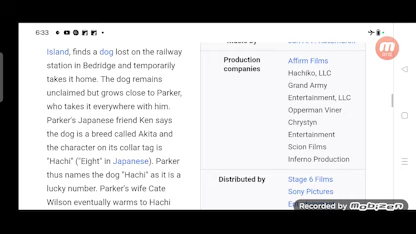 6:33
Island, finds a dog lost on the railway
station in Bedridge and temporarily
takes it home. The dog remains
unclaimed but grows close to Parker,
who takes it everywhere with him.
Parker's Japanese friend Ken says
the dog is a breed called Akita and
the character on its collar tag is
"Hachi" ("Eight" in Japanese). Parker
thus names the dog "Hachi" as it is a
lucky number. Parker's wife Cate
Wilson eventually warms to Hachi
Production
companies
Affirm Films
Hachiko, LLC
Grand Army
Entertainment, LLC
Opperman Viner
Chrystyn
Entertainment
Scion Films
Inferno Production
Distributed by
Stage 6 Films
Sony Pictures
Recorded by
Mobizen